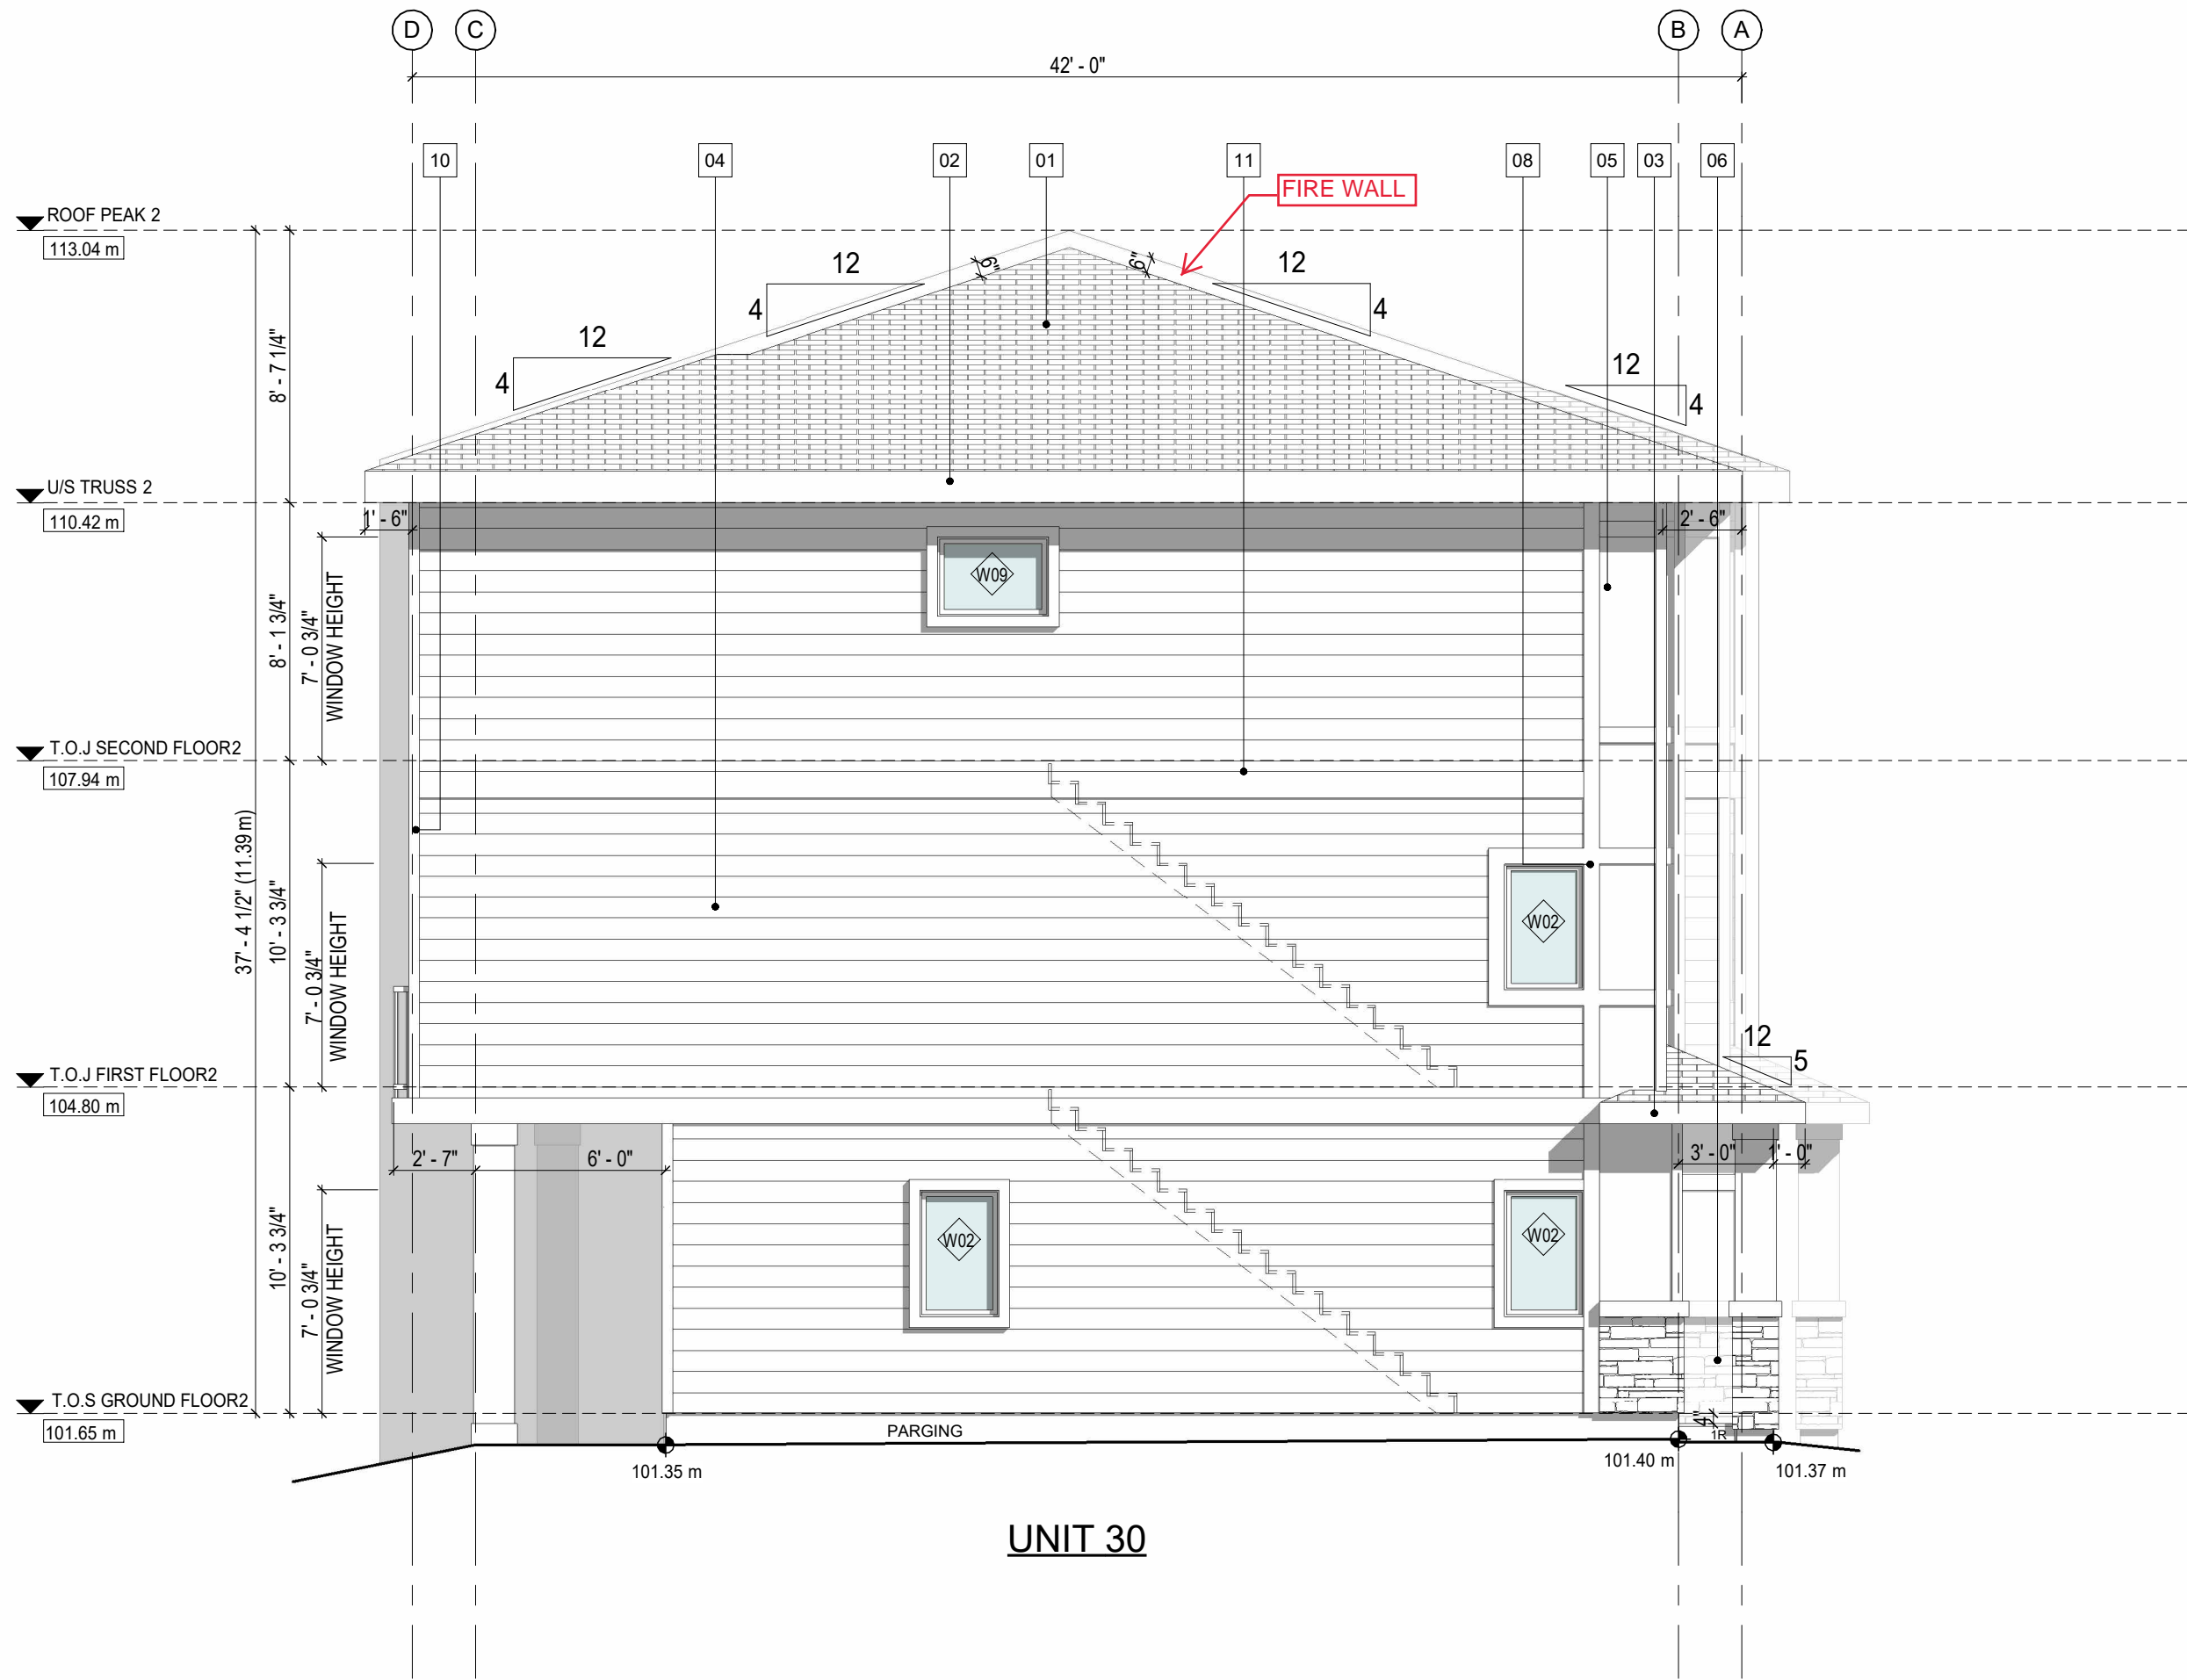 D
C
B
A
42' - 0"
10
04
02
01
11
08
05
03
06
FIRE WALL
ROOF PEAK 2
113.04 m
6"
6"
12
4
12
4
12
4
12
4
8' - 7 1/4"
U/S TRUSS 2
110.42 m
1' - 6"
2' - 6"
W09
8' - 1 3/4"
7' - 0 3/4"
WINDOW HEIGHT
T.O.J SECOND FLOOR2
107.94 m
37' - 4 1/2" (11.39 m)
10' - 3 3/4"
7' - 0 3/4"
WINDOW HEIGHT
W02
12
5
T.O.J FIRST FLOOR2
104.80 m
2' - 7"
6' - 0"
3' - 0"
1' - 0"
10' - 3 3/4"
7' - 0 3/4"
WINDOW HEIGHT
W02
W02
T.O.S GROUND FLOOR2
101.65 m
4"
1R
PARGING
101.35 m
101.40 m
101.37 m
UNIT 30